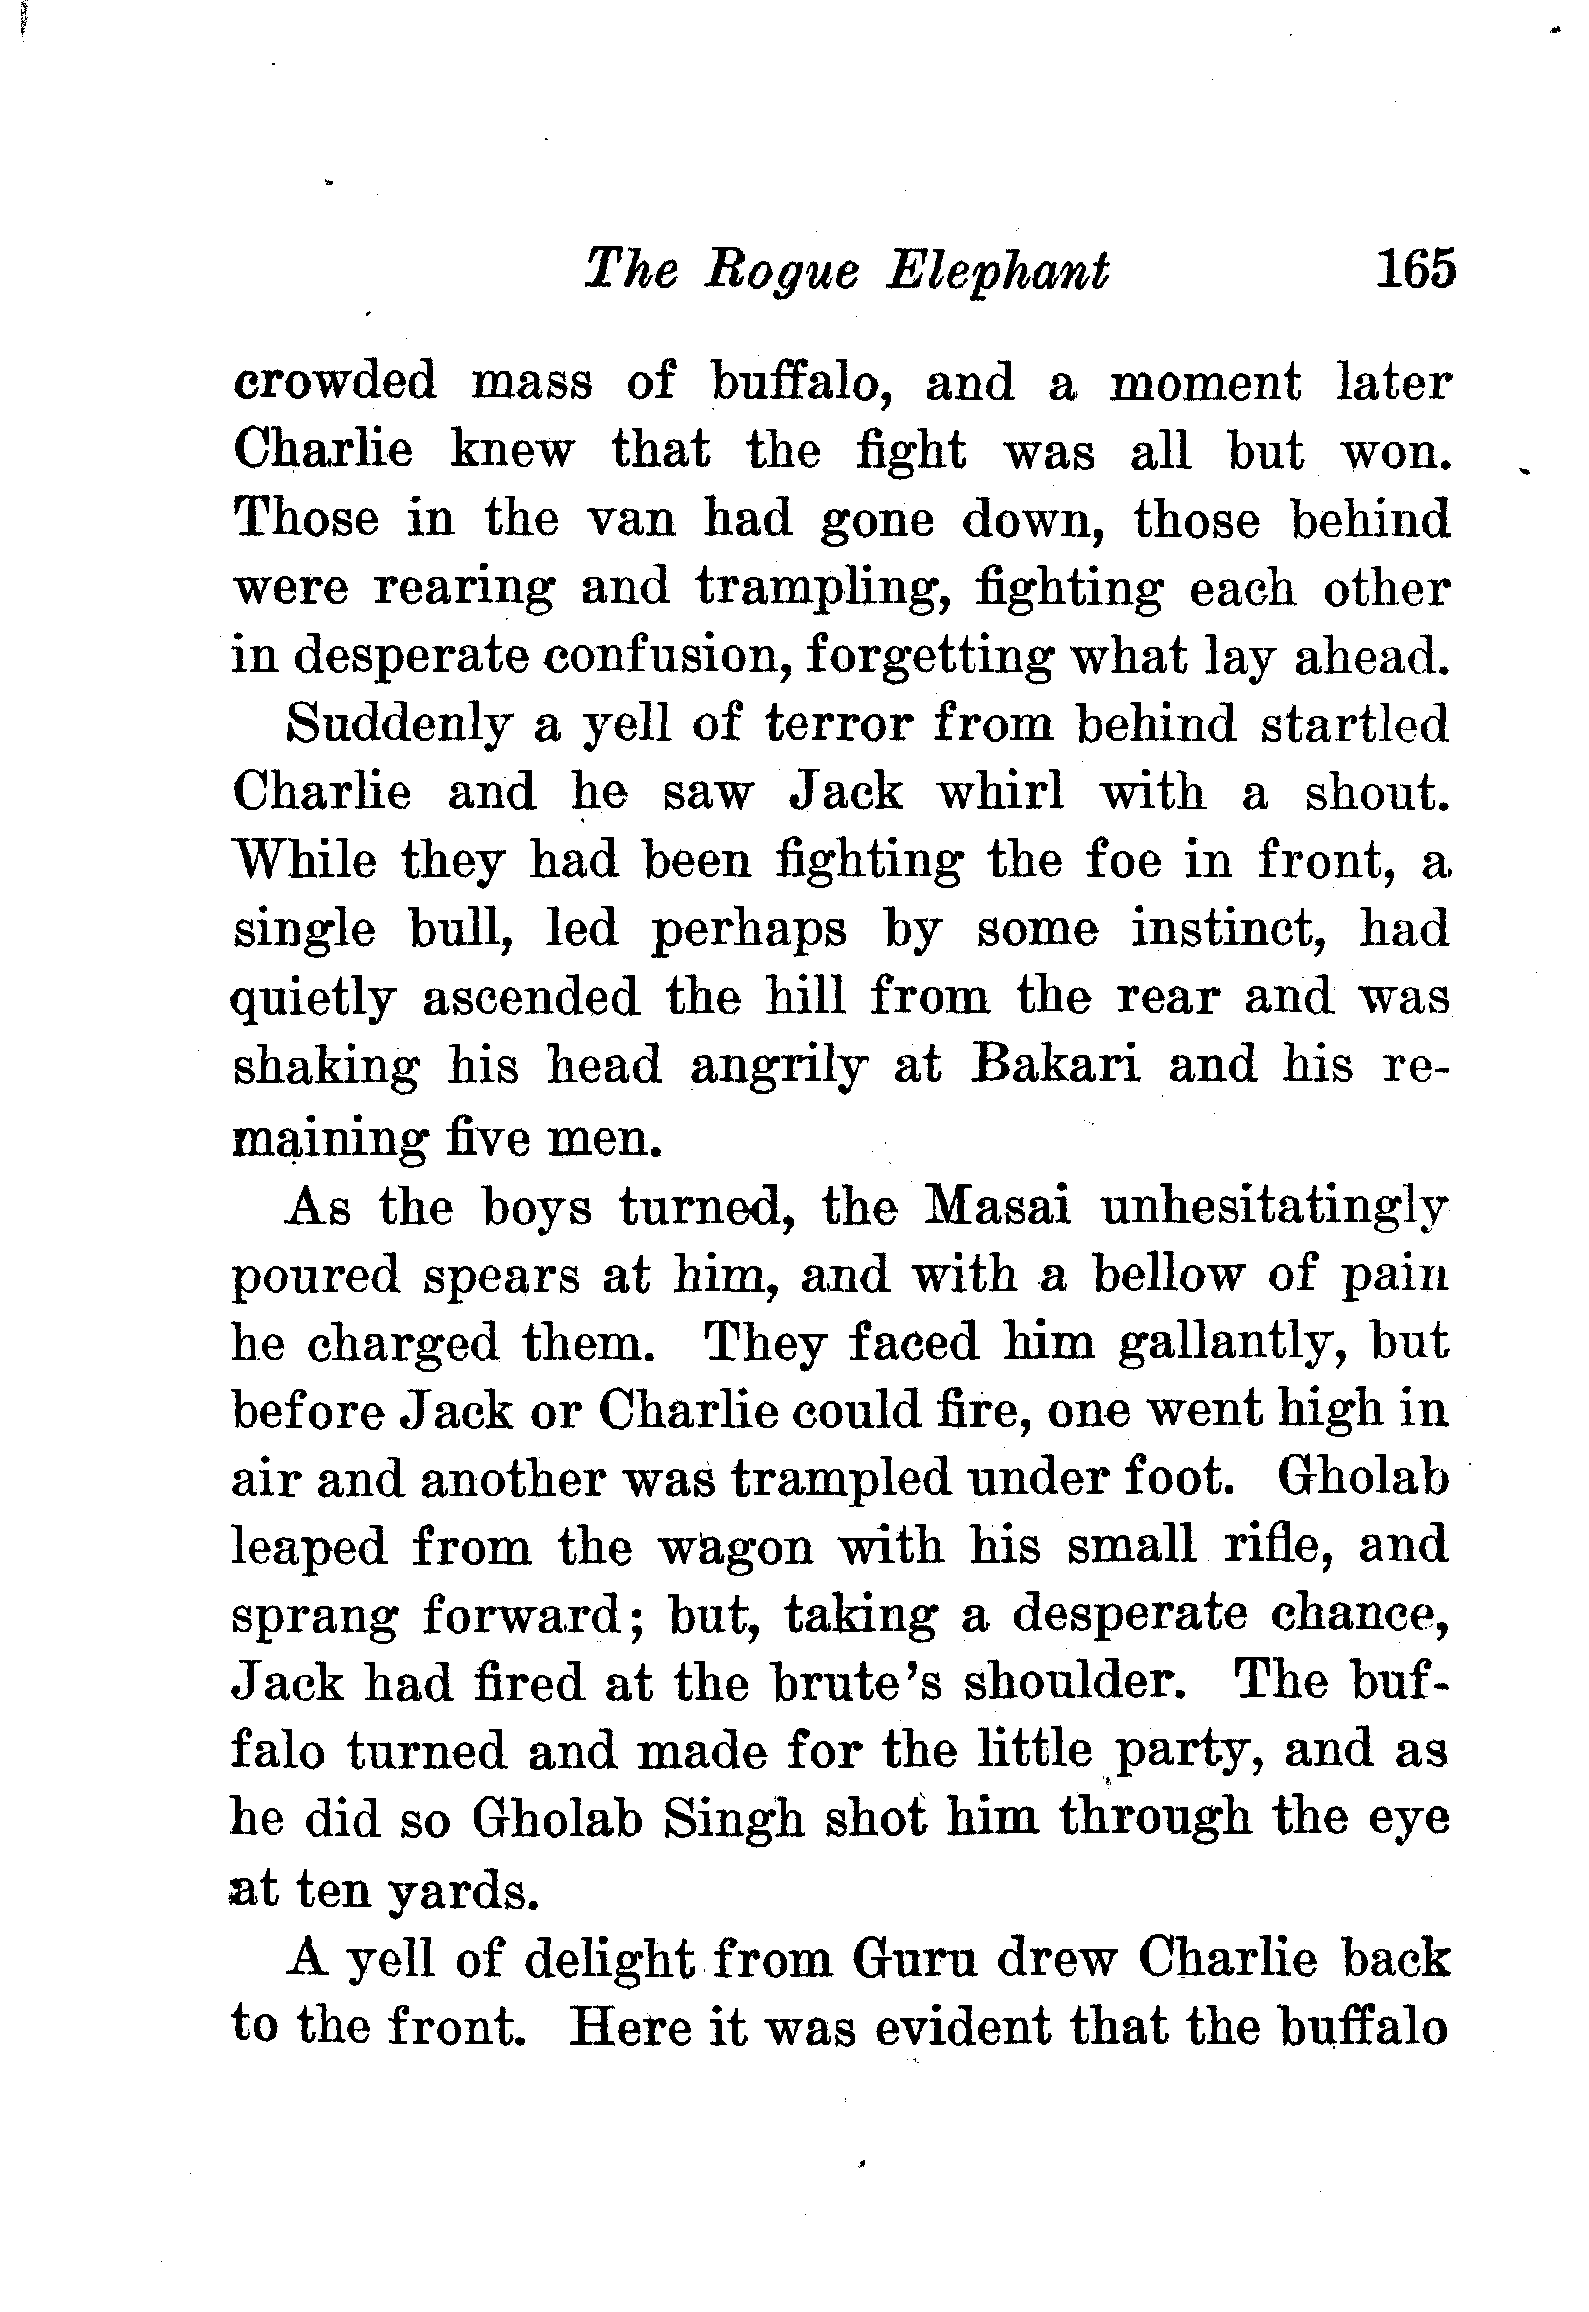 The Rogue Elephant 165
crowded mass of buffalo, and a moment later
Charlie knew that the fight was all but won.
Those in the van had gone down, those behind
were rearing and trampling, fighting each other
in desperate confusion, forgetting what lay ahead.
Suddenly a yell of terror from behind startled
Charlie and he saw Jack whirl with a shout.
While they had been fighting the foe in front, a
single bull, led perhaps by some instinct, had
quietly ascended the hill from the rear and was
shaking his head angrily at Bakari and his re-
maining five men.
As the boys turned, the Masai unhesitatingly
poured spears at him, and with a bellow of pain
he charged them. They faced him gallantly, but
before Jack or Charlie could fire, one went high in
air and another was trampled under foot. Gholab
leaped from the wagon with his small rifle, and
sprang forward; but, taking a desperate chance,
Jack had fired at the brute's shoulder. The buf-
falo turned and made for the little party, and as
he did so Gholab Singh shot him through the eye
at ten yards.
A yell of delight from Guru drew Charlie back
to the front. Here it was evident that the buffalo